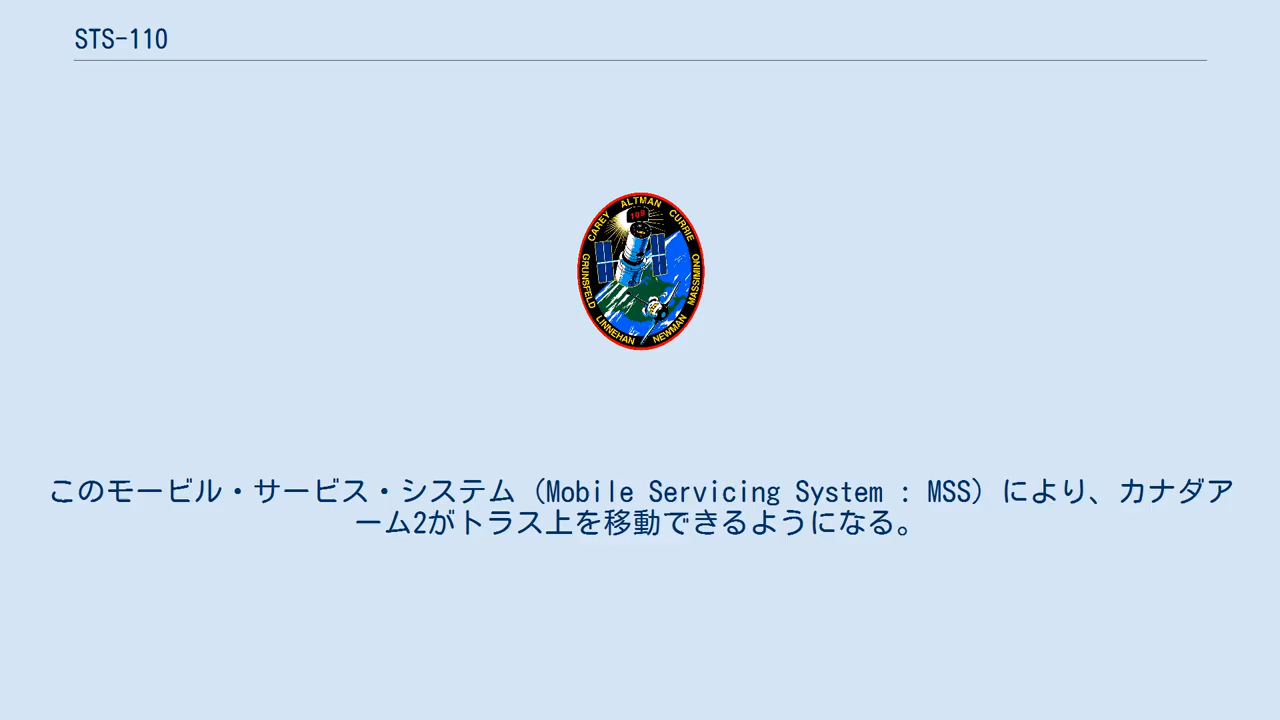 STS-110
CAREY ALTMAN CURRIE
109
GRUNSFELD MASSIMINO
LINNEHAN NEWMAN
このモービル・サービス・システム（Mobile Servicing System : MSS）により、カナダア
ーム2がトラス上を移動できるようになる。